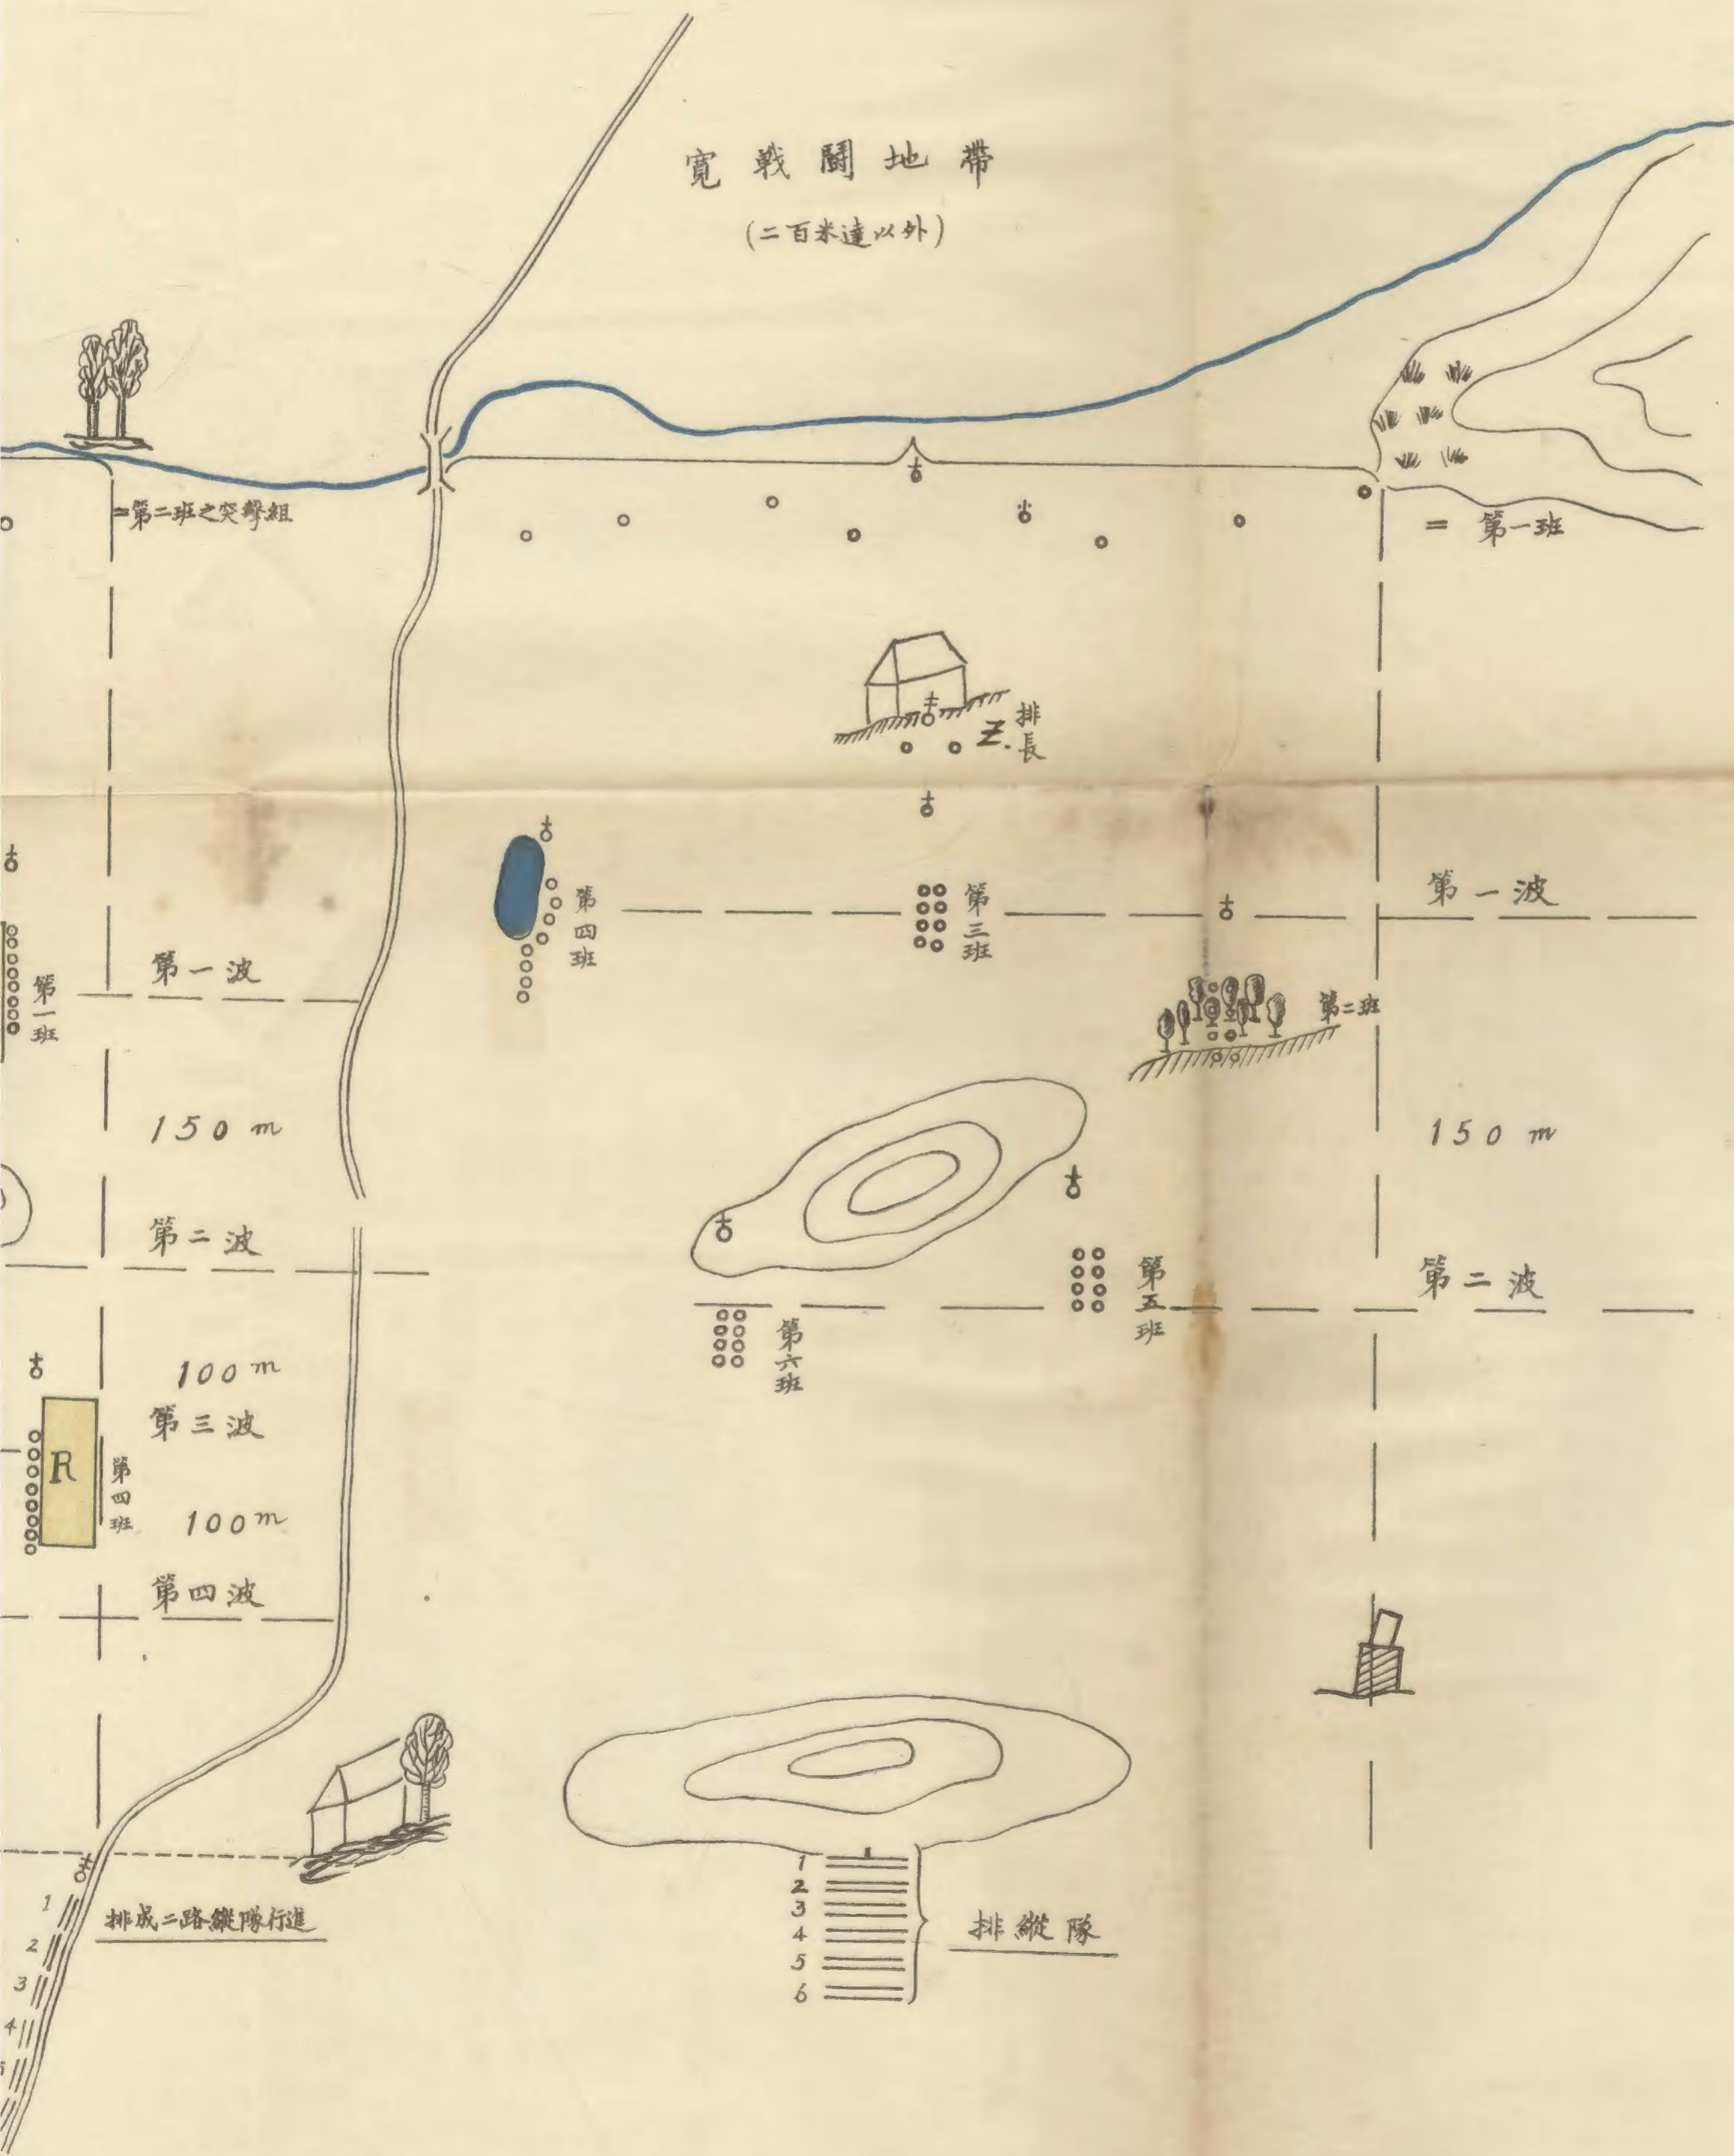 寬戰鬪地帶
(二百米達以外)
=第二班之突擊組
= 第一班
Z. 排長
第四班
第三班
第一波
第二班
第一班
第一波
150 m
150 m
第二波
第五班
第二波
第六班
100 m
第三波
R
第四班
100 m
第四波
排成二路縱隊行進
1
2
3
4
5
1
2
3
4
5
6
排縱隊